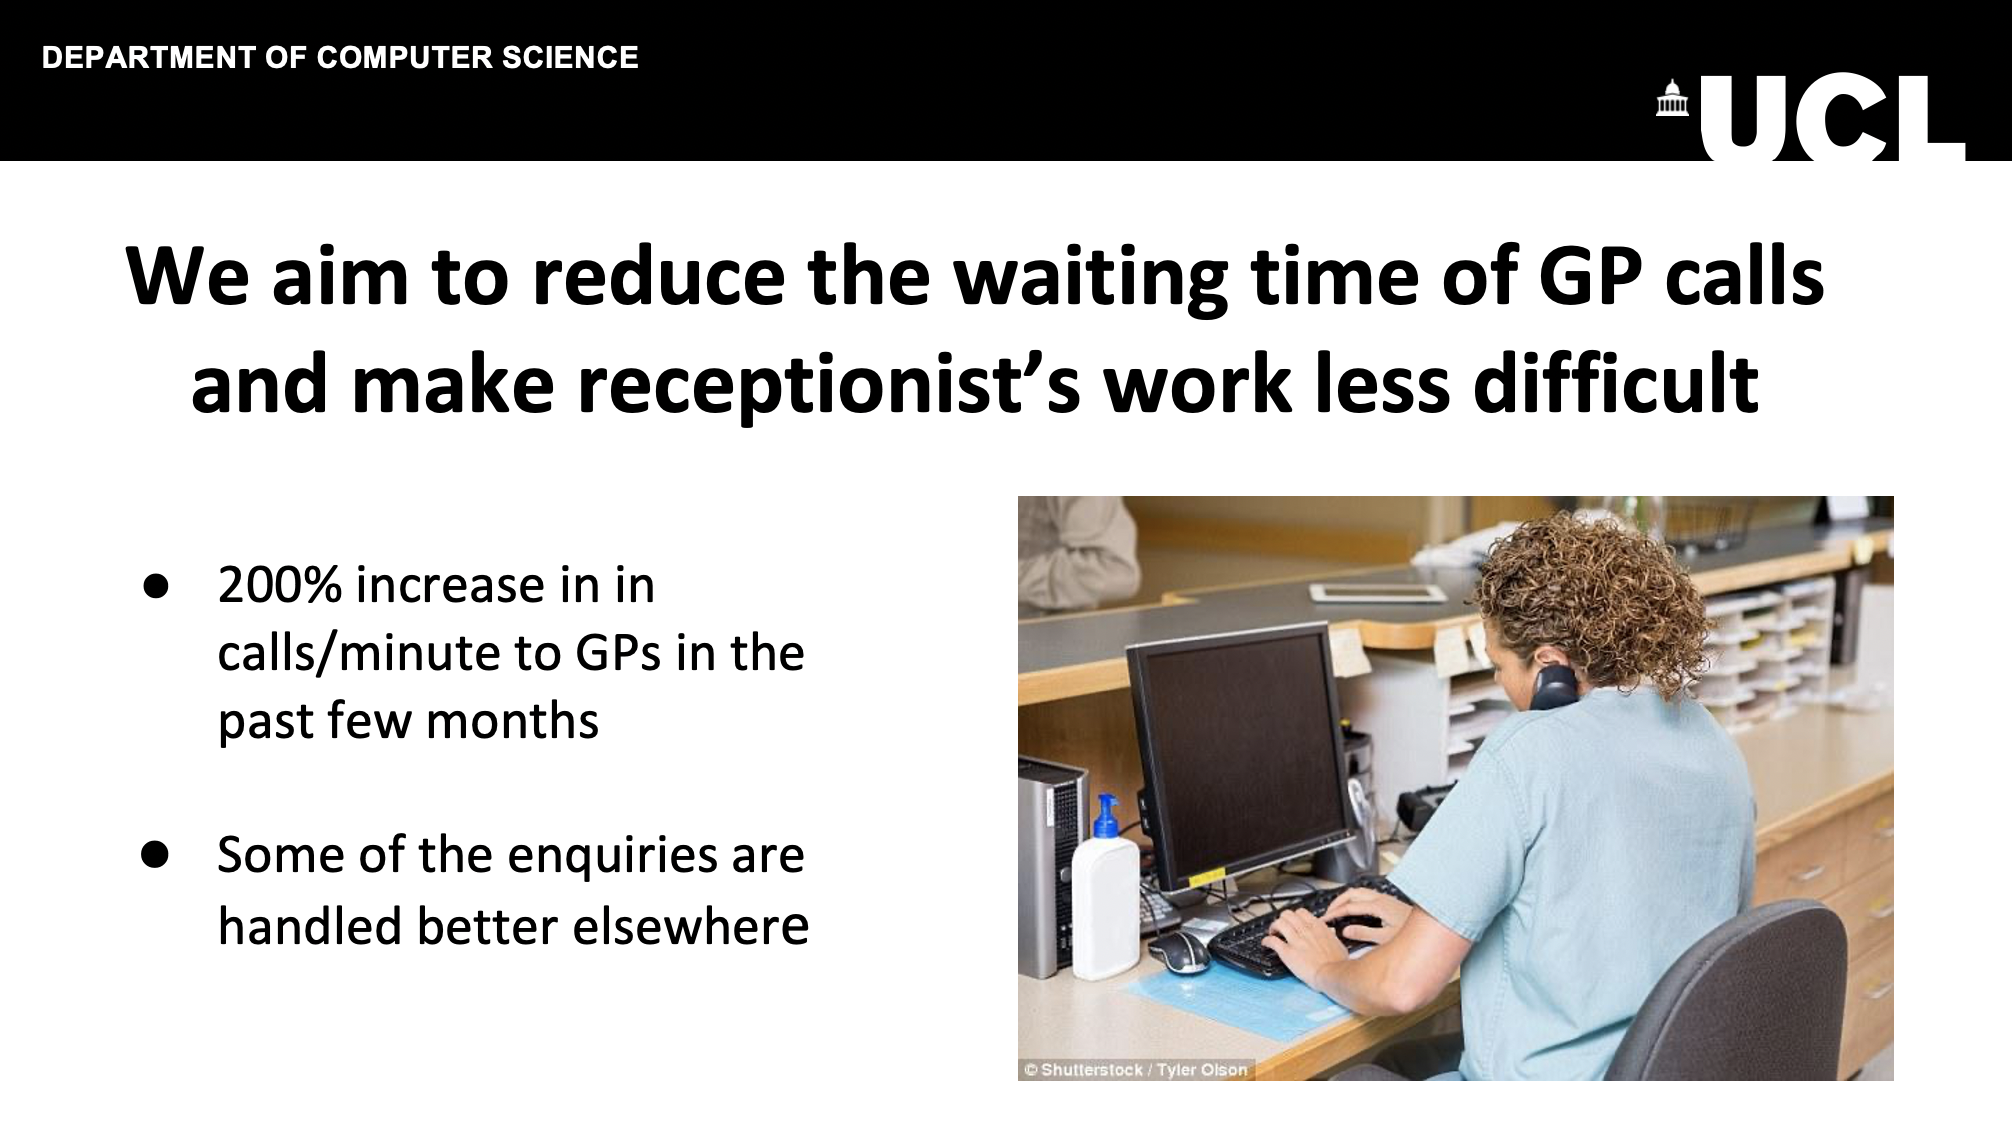 DEPARTMENT OF COMPUTER SCIENCE
UCL
We aim to reduce the waiting time of GP calls
and make receptionist’s work less difficult
● 200% increase in in
calls/minute to GPs in the
past few months
● Some of the enquiries are
handled better elsewhere
© Shutterstock / Tyler Olson